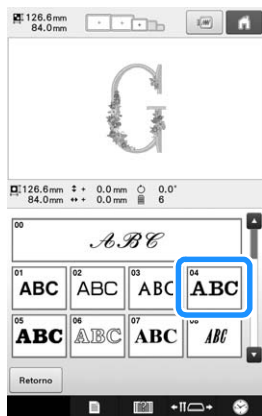 126.6mm
84.0mm
G
126.6mm + 0.0mm 0.0°
84.0mm + 0.0mm 6
00
ABC
01 02 03 04
ABC ABC ABC ABC
05 06 07 08
ABC ABC ABC ABC
Retorno